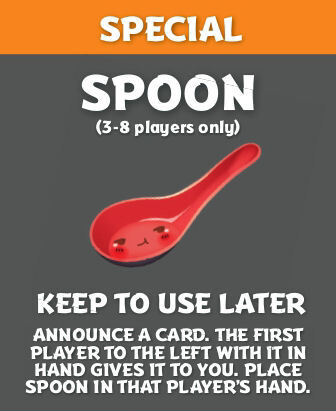 SPECIAL
SPOON
(3-8 players only)
KEEP TO USE LATER
ANNOUNCE A CARD. THE FIRST
PLAYER TO THE LEFT WITH IT IN
HAND GIVES IT TO YOU. PLACE
SPOON IN THAT PLAYER'S HAND.